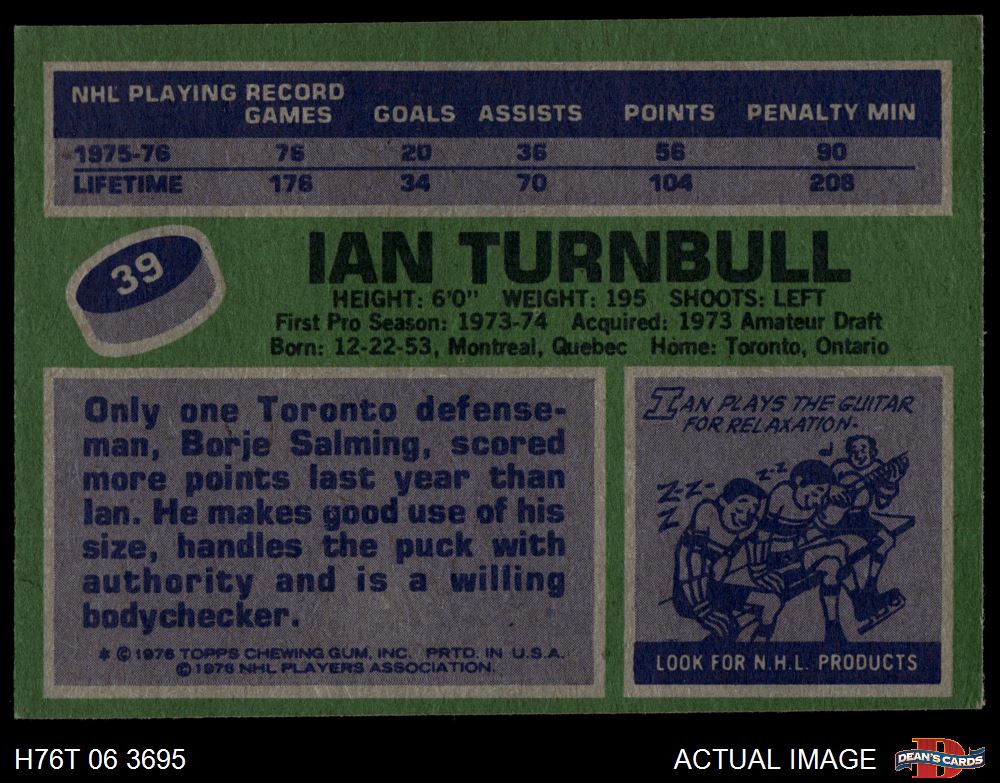 NHL PLAYING RECORD
GAMES GOALS ASSISTS POINTS PENALTY MIN
1975-76 76 20 36 56 90
LIFETIME 176 34 70 104 208
39
IAN TURNBULL
HEIGHT: 6'0" WEIGHT: 195 SHOOTS: LEFT
First Pro Season: 1973-74 Acquired: 1973 Amateur Draft
Born: 12-22-53, Montreal, Quebec Home: Toronto, Ontario
Only one Toronto defense-
man, Borje Salming, scored
more points last year than
Ian. He makes good use of his
size, handles the puck with
authority and is a willing
bodychecker.
* © 1976 TOPPS CHEWING GUM, INC. PRTD. IN U.S.A.
© 1976 NHL PLAYERS ASSOCIATION.
IAN PLAYS THE GUITAR
FOR RELAXATION.
Z-Z-
Z
Z
Z-Z
LOOK FOR N.H.L. PRODUCTS
H76T 06 3695
ACTUAL IMAGE
D
DEAN'S CARDS